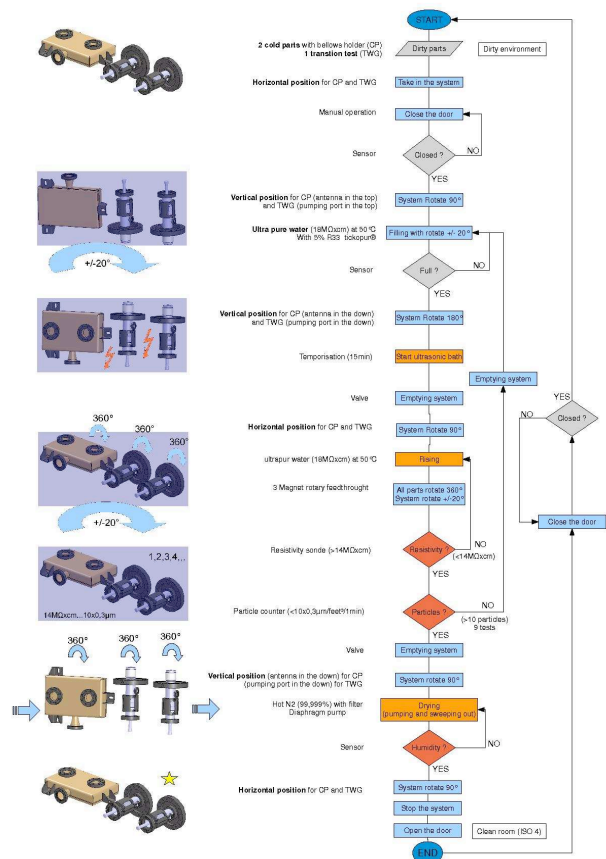 START
2 cold parts with bellows holder (CP)
1 transtion test (TWG)
Dirty parts
Dirty environment
Horizontal position for CP and TWG
Take in the system
Manual operation
Close the door
Sensor
Closed ?
NO
YES
Vertical position for CP (antenna in the top)
and TWG (pumping port in the top)
System Rotate 90°
Ultra pure water (18MΩxcm) at 50°C
With 5% R33 tickopur®
Filling with rotate +/- 20°
+/-20°
Sensor
Full ?
NO
YES
Vertical position for CP (antenna in the down)
and TWG (pumping port in the down)
System Rotate 180°
Temporisation (15min)
Start ultrasonic bath
Emptying system
Valve
Emptying system
YES
NO
Closed ?
360°
360°
360°
Horizontal position for CP and TWG
System Rotate 90°
ultrapur water (18MΩxcm) at 50°C
Rising
3 Magnet rotary feedthrought
All parts rotate 360°
System rotate +/-20°
+/-20°
Close the door
Resistivity sonde (>14MΩxcm)
Resistivity ?
NO
(<14MΩxcm)
YES
1,2,3,4,..
14MΩxcm... 10x0,3µm
Particle counter (<10x0,3µm/feet³/1min)
Particles ?
NO
(>10 particles)
9 tests
YES
360°
360°
360°
Valve
Emptying system
Vertical position (antenna in the down) for CP
(pumping port in the down) for TWG
System rotate 90°
Hot N2 (99,999%) with filter
Diaphragm pump
Drying
(pumping and sweeping out)
Sensor
Humidity ?
NO
YES
Horizontal position for CP and TWG
System rotate 90°
Stop the system
Open the door
Clean room (ISO 4)
END